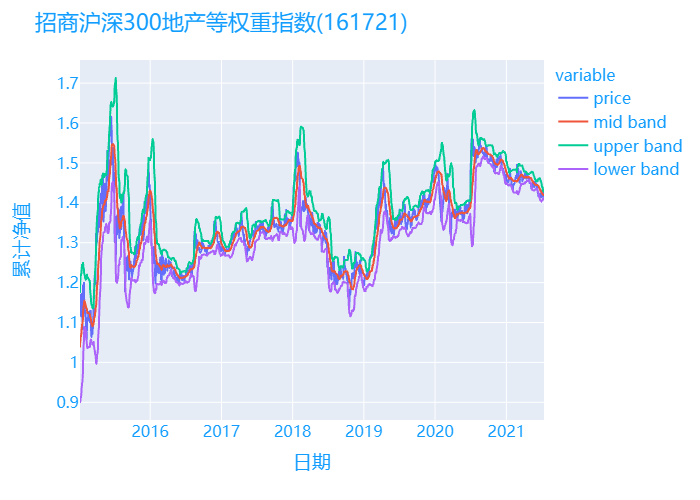 招商沪深300地产等权重指数(161721)
variable
price
mid band
upper band
lower band
累计净值
1.7
1.6
1.5
1.4
1.3
1.2
1.1
1
0.9
2016 2017 2018 2019 2020 2021
日期